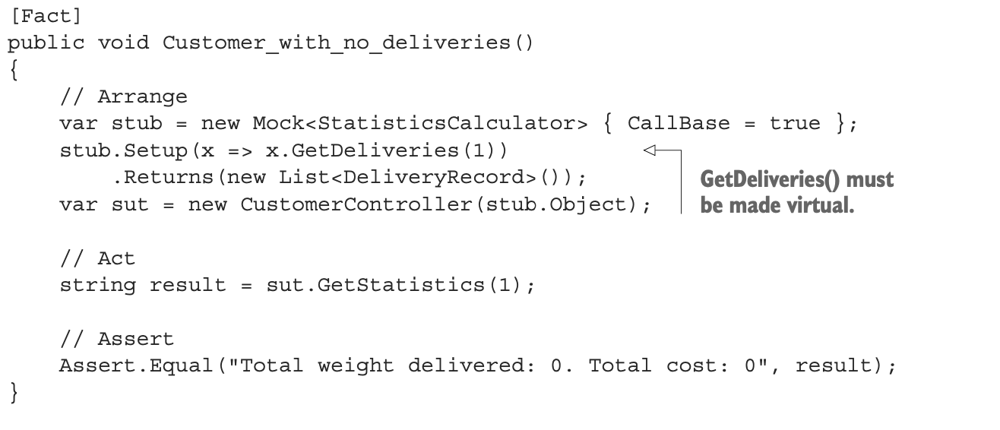 [Fact]
public void Customer_with_no_deliveries()
{
    // Arrange
    var stub = new Mock<StatisticsCalculator> { CallBase = true };
    stub.Setup(x => x.GetDeliveries(1))
        .Returns(new List<DeliveryRecord>());
    var sut = new CustomerController(stub.Object);
GetDeliveries() must
be made virtual.
    // Act
    string result = sut.GetStatistics(1);
    // Assert
    Assert.Equal("Total weight delivered: 0. Total cost: 0", result);
}